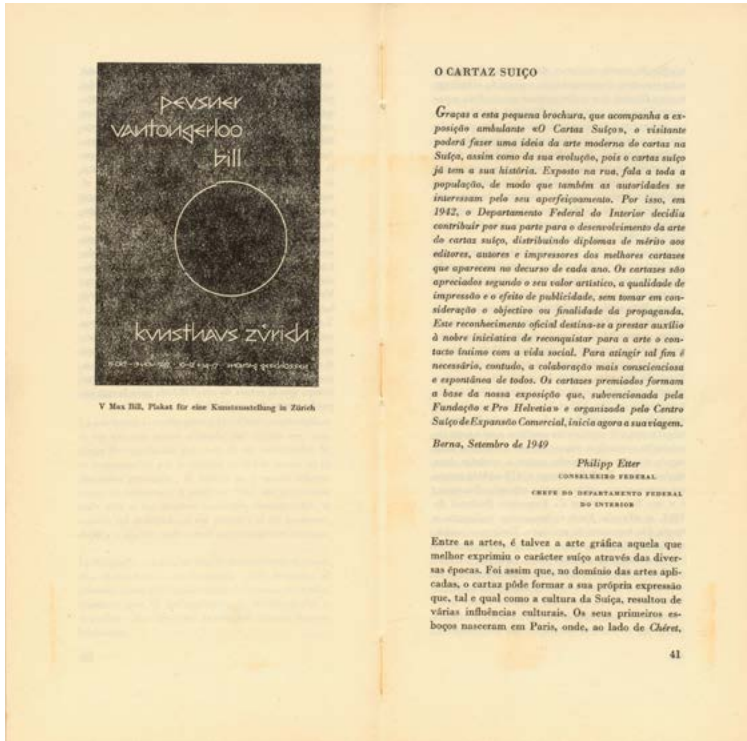 pevsner
vantongerloo
bill
kunsthaus zürich
V Max Bill, Plakat für eine Kunstausstellung in Zürich
O CARTAZ SUIÇO
Graças a esta pequena brochura, que acompanha a ex-
posição ambulante «O Cartaz Suíço», o visitante
poderá fazer uma ideia da arte moderna do cartaz na
Suíça, assim como da sua evolução, pois o cartaz suíço
já tem a sua história. Exposto na rua, fala a toda a
população, de modo que também as autoridades se
interessam pelo seu aperfeiçoamento. Por isso, em
1942, o Departamento Federal do Interior decidiu
contribuir por sua parte para o desenvolvimento da arte
do cartaz suíço, distribuindo diplomas de mérito aos
editores, autores e impressores dos melhores cartazes
que aparecem no decurso de cada ano. Os cartazes são
apreciados segundo o seu valor artístico, a qualidade de
impressão e o efeito de publicidade, sem tomar em con-
sideração o objectivo ou finalidade da propaganda.
Este reconhecimento oficial destina-se a prestar auxílio
à nobre iniciativa de reconquistar para a arte o con-
tacto íntimo com a vida social. Para atingir tal fim é
necessário, contudo, a colaboração mais conscienciosa
e espontânea de todos. Os cartazes premiados formam
a base da nossa exposição que, subvencionada pela
Fundação «Pro Helvetia» e organizada pelo Centro
Suíço de Expansão Comercial, inicia agora a sua viagem.
Berna, Setembro de 1949
Philipp Etter
CONSELHEIRO FEDERAL
CHEFE DO DEPARTAMENTO FEDERAL
DO INTERIOR
Entre as artes, é talvez a arte gráfica aquela que
melhor exprimiu o carácter suíço através das diver-
sas épocas. Foi assim que, no domínio das artes apli-
cadas, o cartaz pôde formar a sua própria expressão
que, tal e qual como a cultura da Suíça, resultou de
várias influências culturais. Os seus primeiros es-
boços nasceram em Paris, onde, ao lado de Chéret,
41